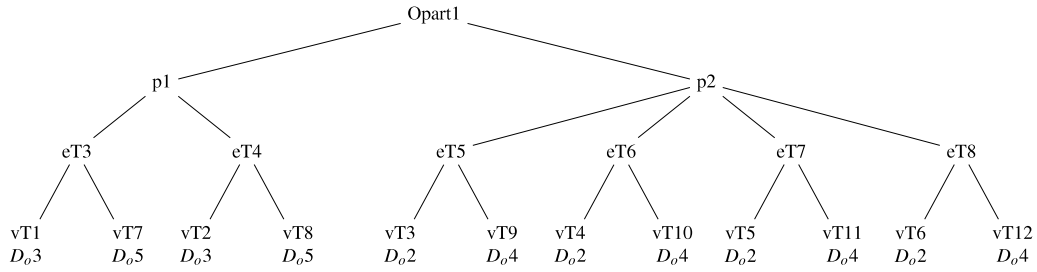 Opart1
p1 p2
eT3 eT4 eT5 eT6 eT7 eT8
vT1 vT7 vT2 vT8 vT3 vT9 vT4 vT10 vT5 vT11 vT6 vT12
Dₒ3 Dₒ5 Dₒ3 Dₒ5 Dₒ2 Dₒ4 Dₒ2 Dₒ4 Dₒ2 Dₒ4 Dₒ2 Dₒ4